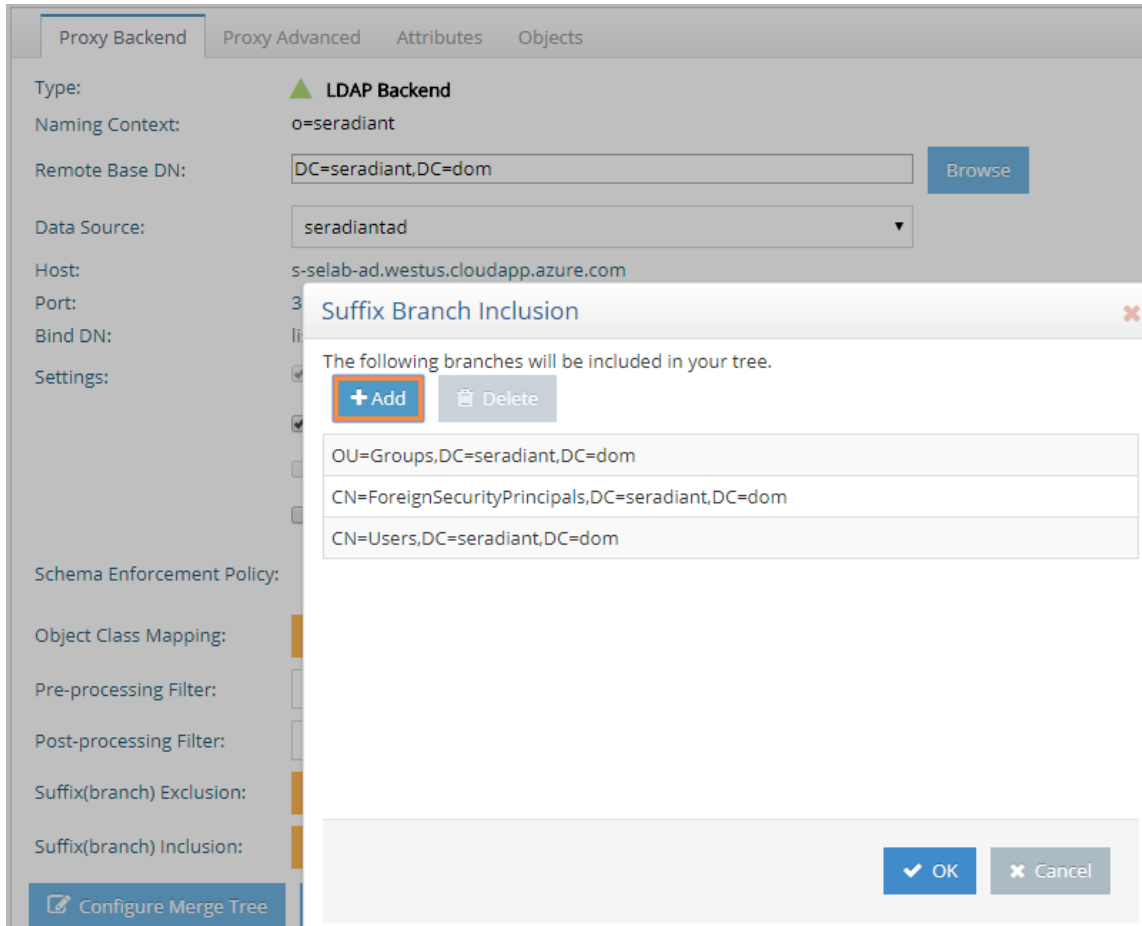 Proxy Backend Proxy Advanced Attributes Objects
Type: LDAP Backend
Naming Context: o=seradiant
Remote Base DN: DC=seradiant,DC=dom Browse
Data Source: seradiantad
Host: s-selab-ad.westus.cloudapp.azure.com
Port: 3
Bind DN: li
Settings:
Schema Enforcement Policy:
Object Class Mapping:
Pre-processing Filter:
Post-processing Filter:
Suffix(branch) Exclusion:
Suffix(branch) Inclusion:
Configure Merge Tree
Suffix Branch Inclusion
The following branches will be included in your tree.
Add Delete
OU=Groups,DC=seradiant,DC=dom
CN=ForeignSecurityPrincipals,DC=seradiant,DC=dom
CN=Users,DC=seradiant,DC=dom
OK Cancel